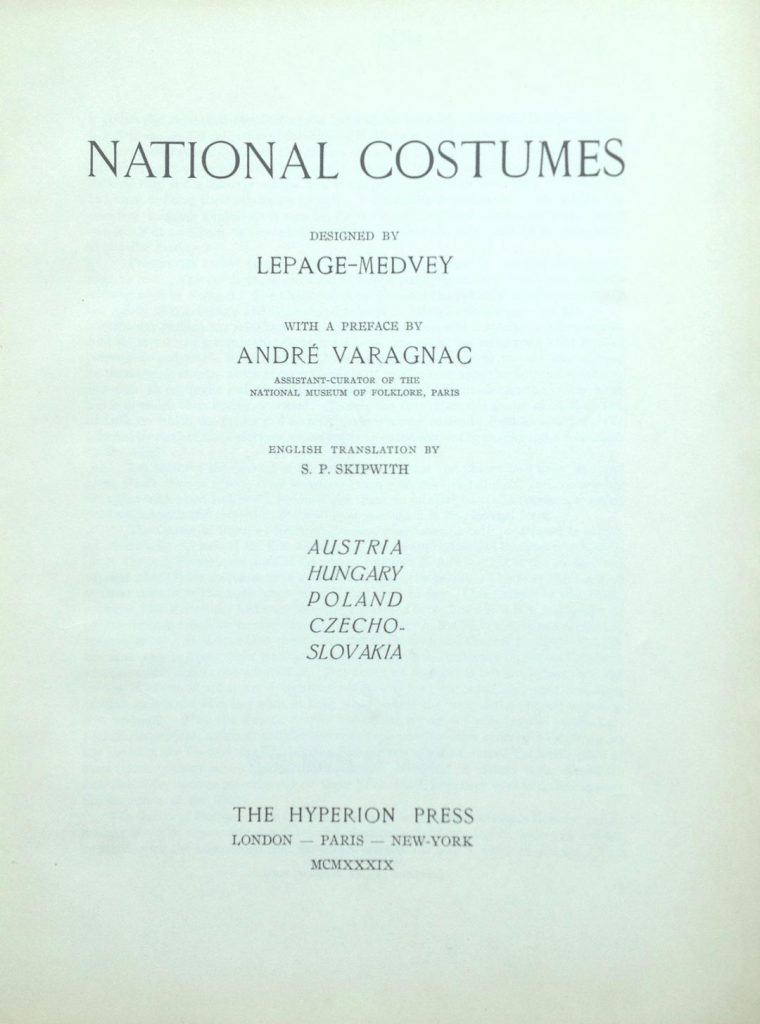 NATIONAL COSTUMES
DESIGNED BY
LEPAGE-MEDVEY
WITH A PREFACE BY
ANDRÉ VARAGNAC
ASSISTANT-CURATOR OF THE
NATIONAL MUSEUM OF FOLKLORE, PARIS
ENGLISH TRANSLATION BY
S. P. SKIPWITH
AUSTRIA
HUNGARY
POLAND
CZECHO-
SLOVAKIA
THE HYPERION PRESS
LONDON — PARIS — NEW-YORK
MCMXXXIX